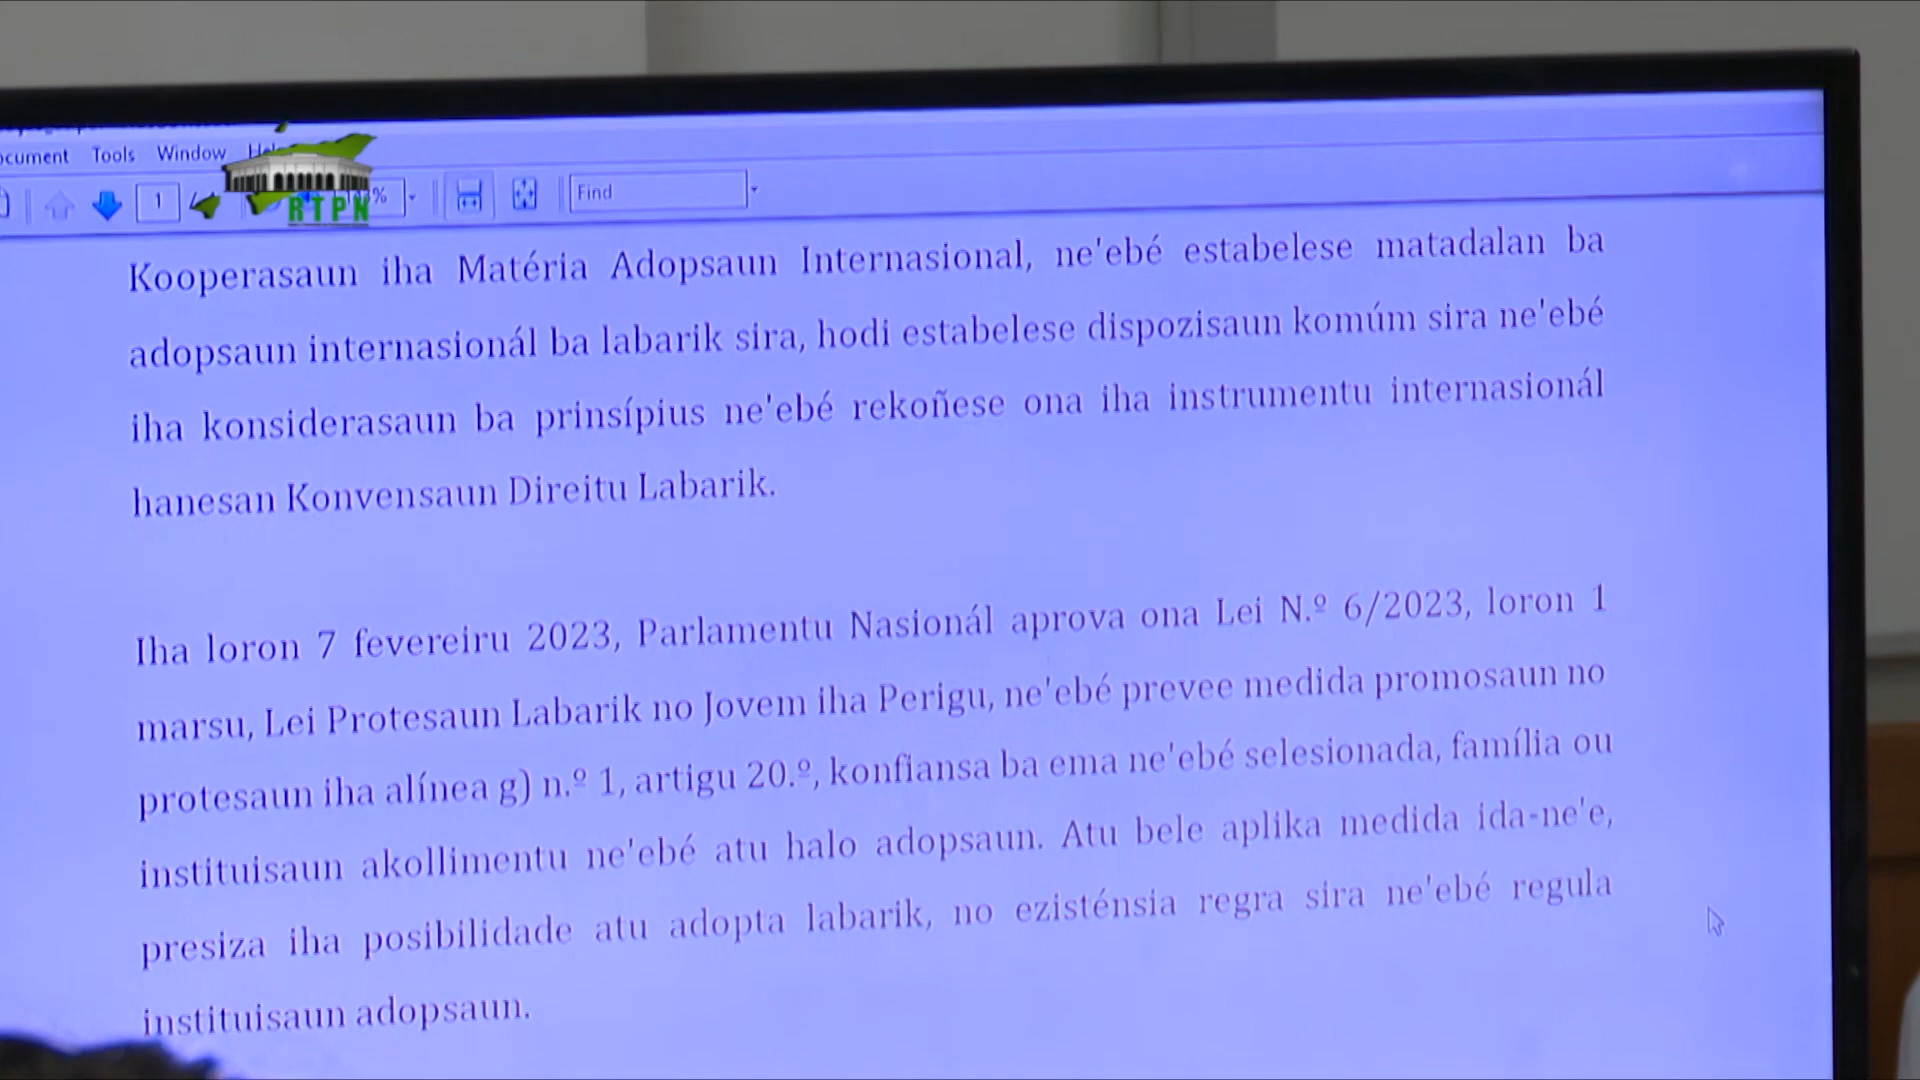 Tools Window
1
%
Find
RTPN
Kooperasaun iha Matéria Adopsaun Internasional, ne'ebé estabelese matadalan ba
adopsaun internasionál ba labarik sira, hodi estabelese dispozisaun komúm sira ne'ebé
iha konsiderasaun ba prinsípius ne'ebé rekoñese ona iha instrumentu internasionál
hanesan Konvensaun Direitu Labarik.
Iha loron 7 fevereiru 2023, Parlamentu Nasionál aprova ona Lei N.º 6/2023, loron 1
marsu, Lei Protesaun Labarik no Jovem iha Perigu, ne'ebé prevee medida promosaun no
protesaun iha alínea g) n.º 1, artigu 20.º, konfiansa ba ema ne'ebé selesionada, família ou
instituisaun akollimentu ne'ebé atu halo adopsaun. Atu bele aplika medida ida-ne'e,
presiza iha posibilidade atu adopta labarik, no ezisténsia regra sira ne'ebé regula
instituisaun adopsaun.